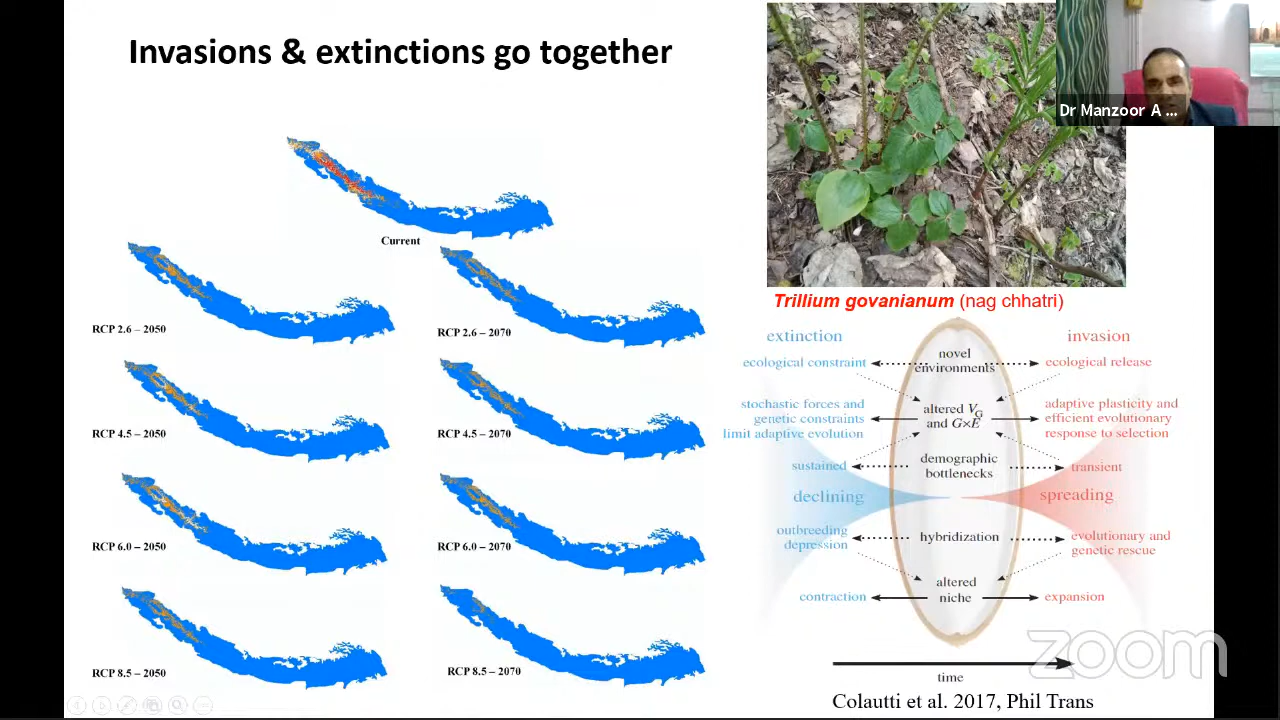 Invasions & extinctions go together
Dr Manzoor A ...
Current
RCP 2.6 – 2050
RCP 2.6 – 2070
RCP 4.5 – 2050
RCP 4.5 – 2070
RCP 6.0 – 2050
RCP 6.0 – 2070
RCP 8.5 – 2050
RCP 8.5 – 2070
Trillium govanianum (nag chhatri)
extinction
invasion
novel
environments
ecological constraint
ecological release
stochastic forces and
genetic constraints
limit adaptive evolution
altered VG
and G×E
adaptive plasticity and
efficient evolutionary
response to selection
sustained
demographic
bottlenecks
transient
declining
spreading
outbreeding
depression
hybridization
evolutionary and
genetic rescue
contraction
altered
niche
expansion
time
zoom
Colautti et al. 2017, Phil Trans